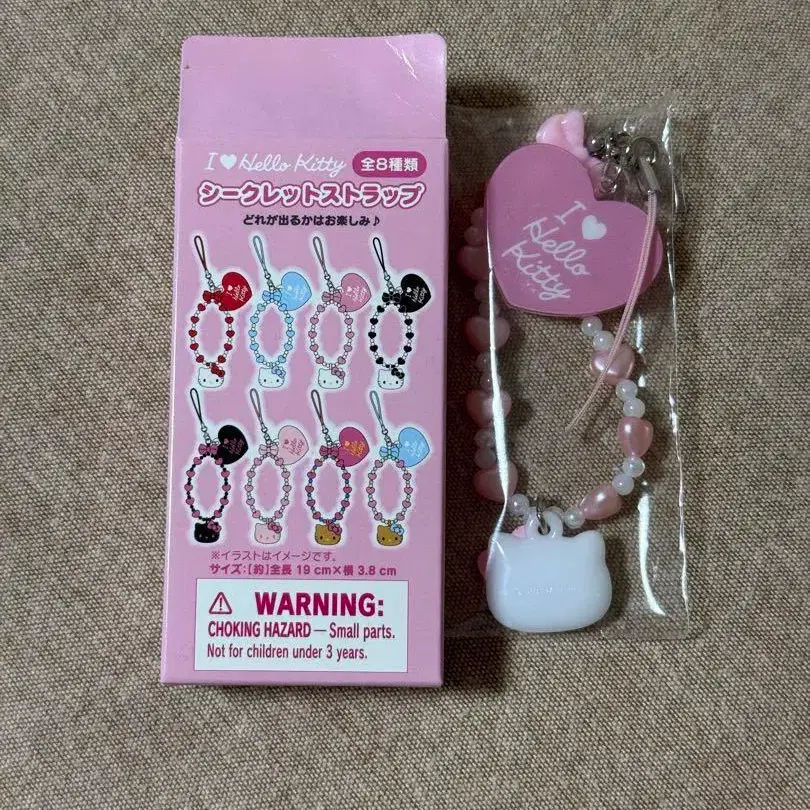 I ♥ Hello Kitty 全8種類
シークレットストラップ
どれが出るかはお楽しみ♪
※イラストはイメージです。
サイズ:【約】全長 19 cm×横 3.8 cm
⚠ WARNING:
CHOKING HAZARD — Small parts.
Not for children under 3 years.
I ♥
Hello
Kitty